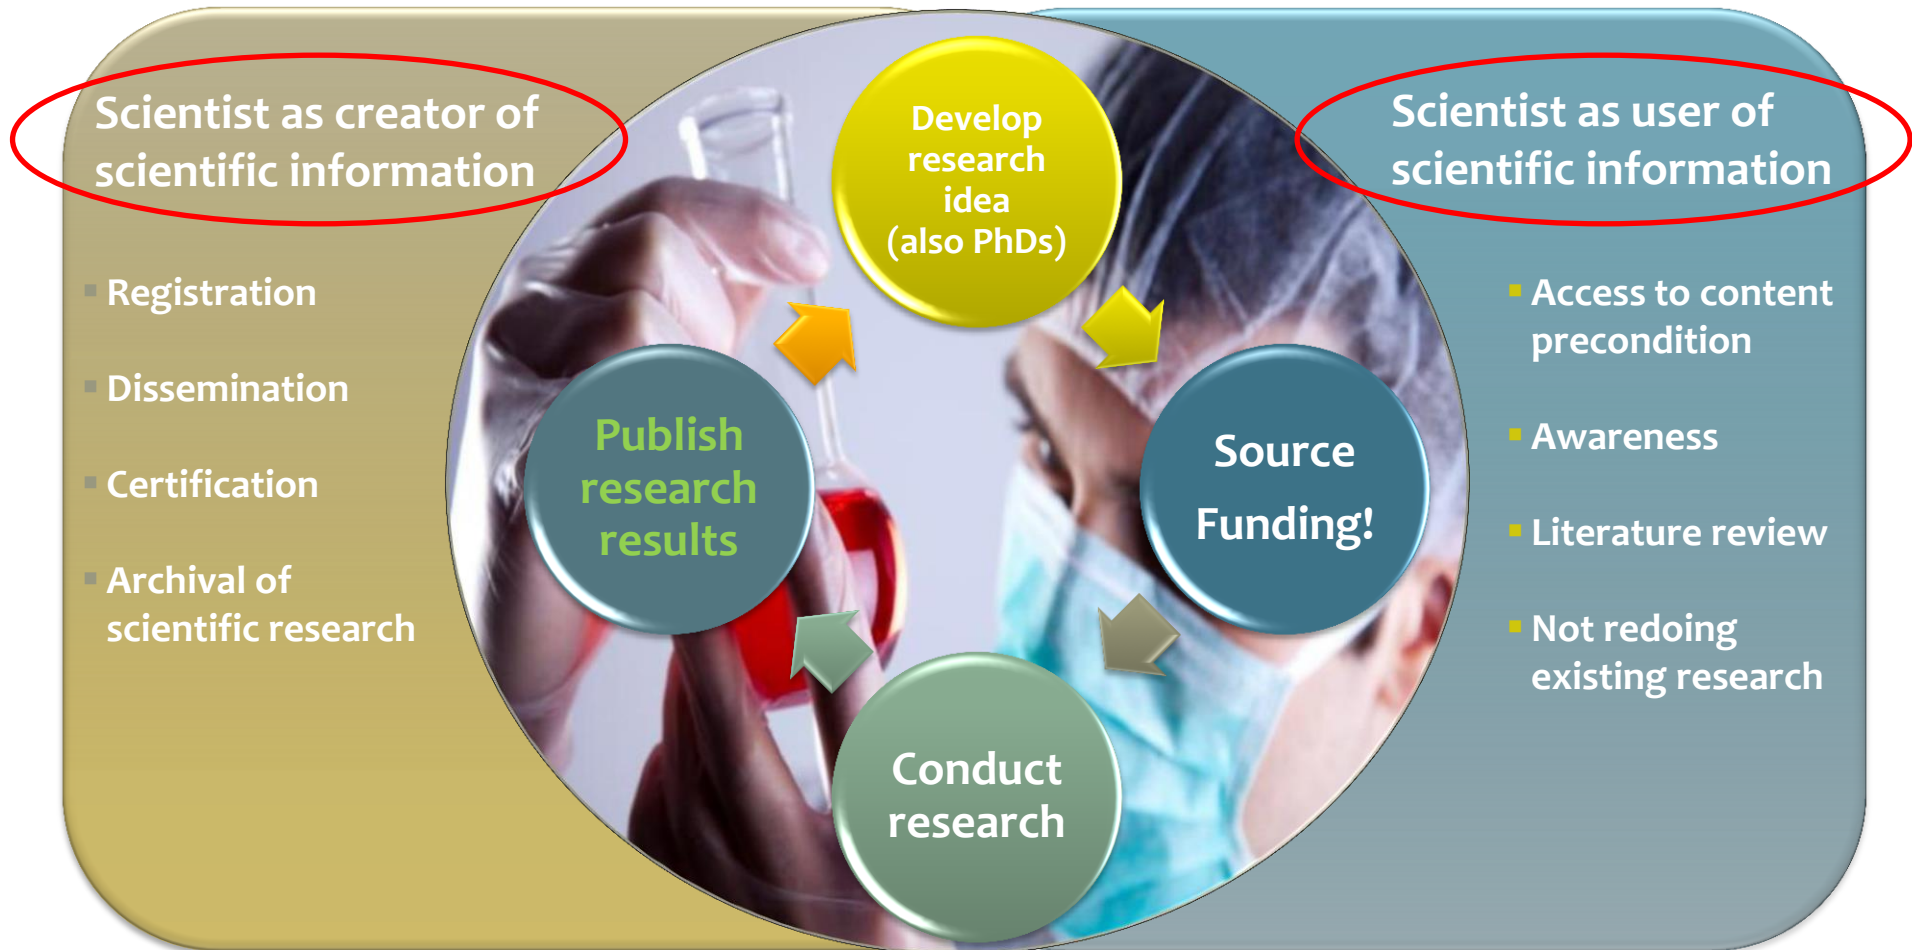 Scientist as creator of
scientific information
Registration
Dissemination
Certification
Archival of
scientific research
Develop
research
idea
(also PhDs)
Source
Funding!
Conduct
research
Publish
research
results
Scientist as user of
scientific information
Access to content
precondition
Awareness
Literature review
Not redoing
existing research